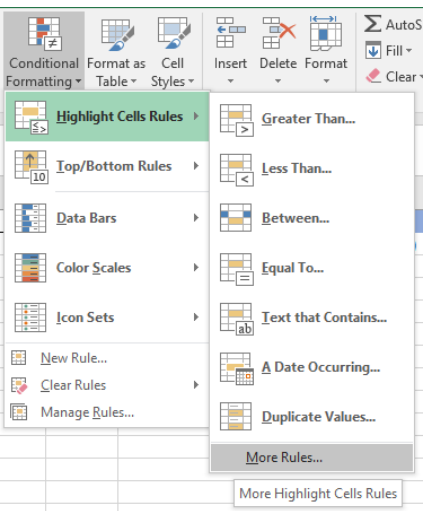 Conditional Formatting
Format as Table
Cell Styles
Insert
Delete
Format
AutoS
Fill
Clear
Highlight Cells Rules
Top/Bottom Rules
10
Data Bars
Color Scales
Icon Sets
New Rule...
Clear Rules
Manage Rules...
Greater Than...
Less Than...
Between...
Equal To...
Text that Contains...
ab
A Date Occurring...
Duplicate Values...
More Rules...
More Highlight Cells Rules